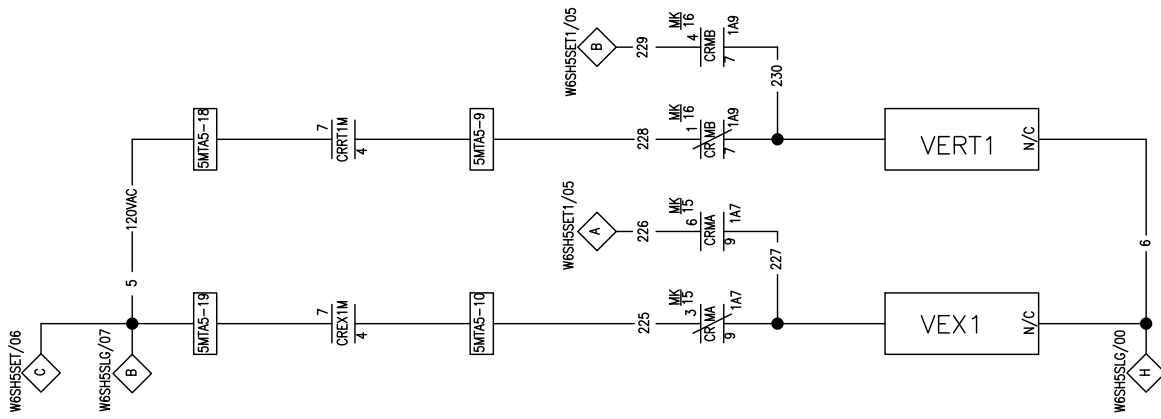 W6SH5SET/06
C
W6SH5SLG/07
B
5
120VAC
5MTA5-19
5MTA5-18
7
CREX1M
4
7
CRRT1M
4
5MTA5-10
5MTA5-9
W6SH5SET1/05
A
W6SH5SET1/05
B
225
226
228
229
MK
15
3
CRMA
9
1A7
MK
15
6
CRMA
9
1A7
MK
16
1
CRMB
7
1A9
MK
16
4
CRMB
7
1A9
227
230
VEX1
N/C
VERT1
N/C
6
W6SH5SLG/00
H